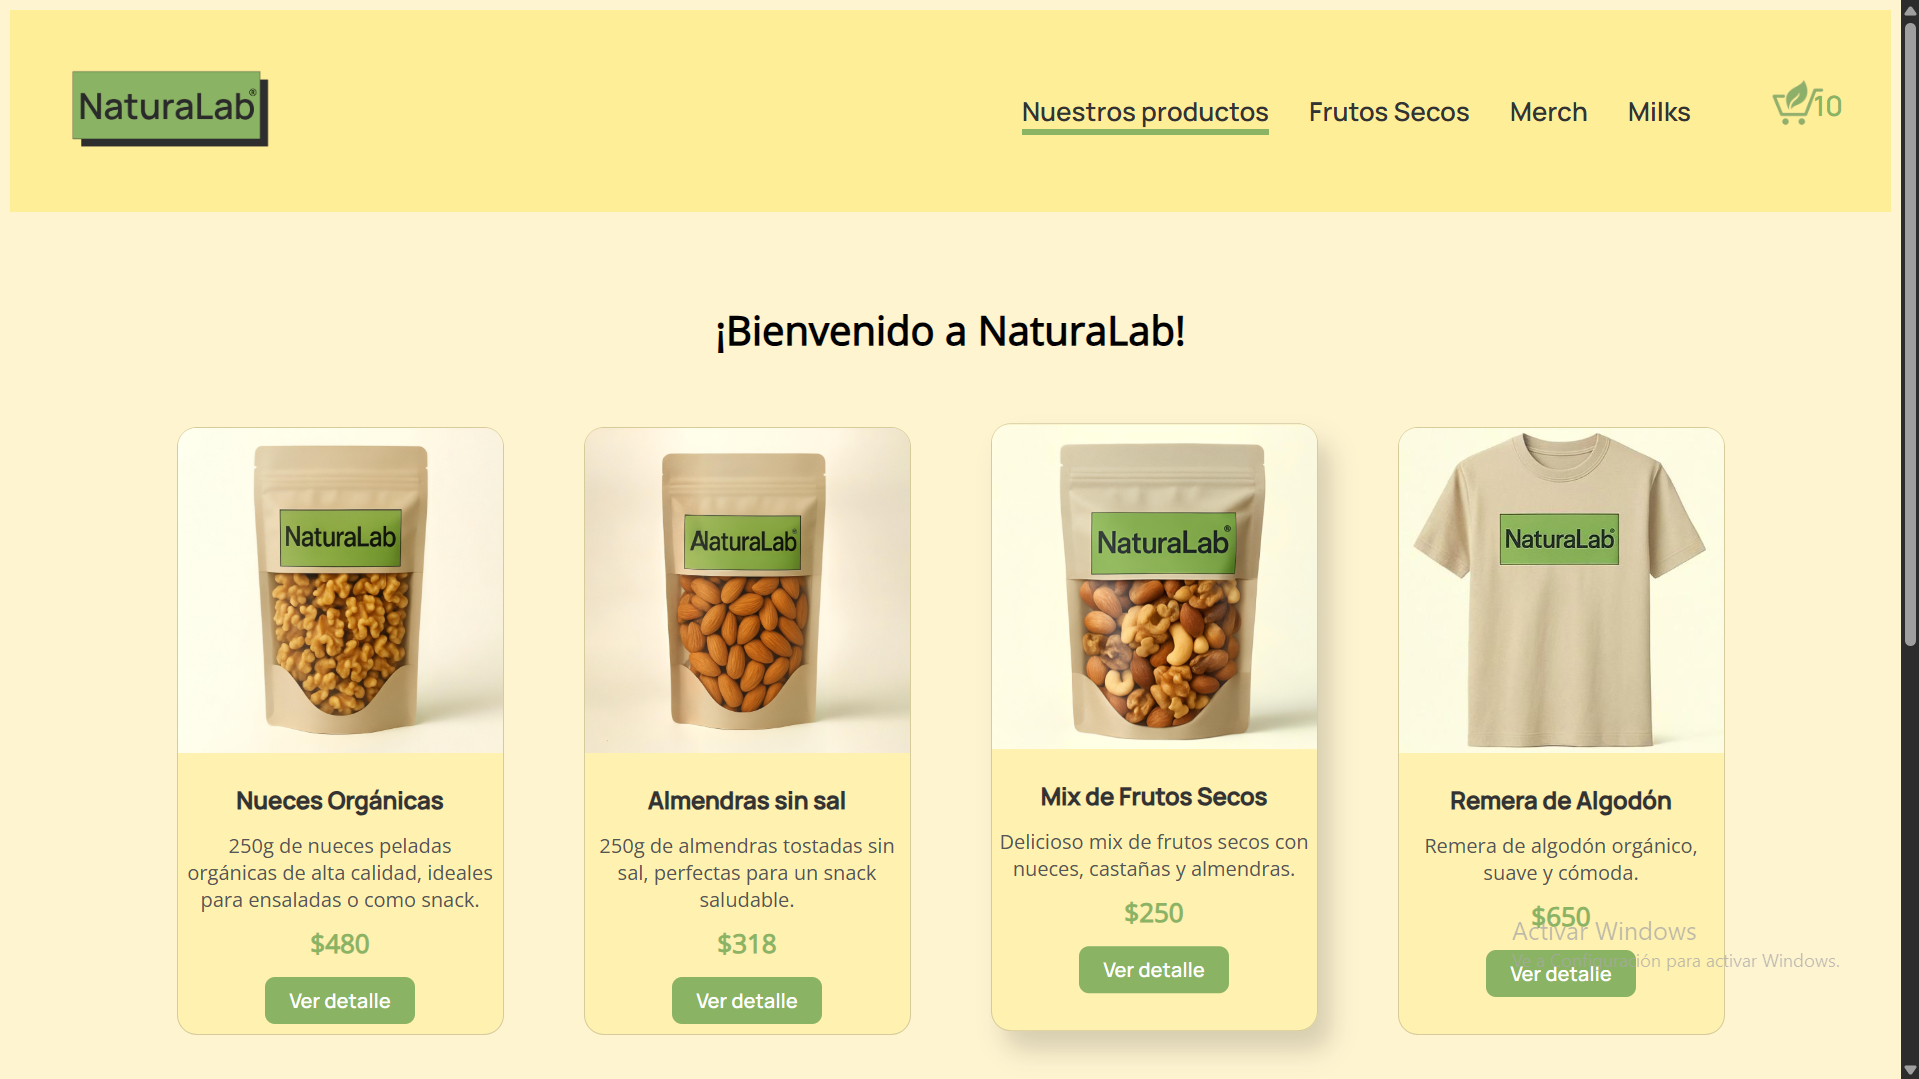 NaturaLab®
Nuestros productos
Frutos Secos
Merch
Milks
10
¡Bienvenido a NaturaLab!
NaturaLab
NaturaLab
NaturaLab®
NaturaLab
Nueces Orgánicas
250g de nueces peladas
orgánicas de alta calidad, ideales
para ensaladas o como snack.
$480
Ver detalle
Almendras sin sal
250g de almendras tostadas sin
sal, perfectas para un snack
saludable.
$318
Ver detalle
Mix de Frutos Secos
Delicioso mix de frutos secos con
nueces, castañas y almendras.
$250
Ver detalle
Remera de Algodón
Remera de algodón orgánico,
suave y cómoda.
$650
Ver detalle
Activar Windows
Ve a Configuración para activar Windows.